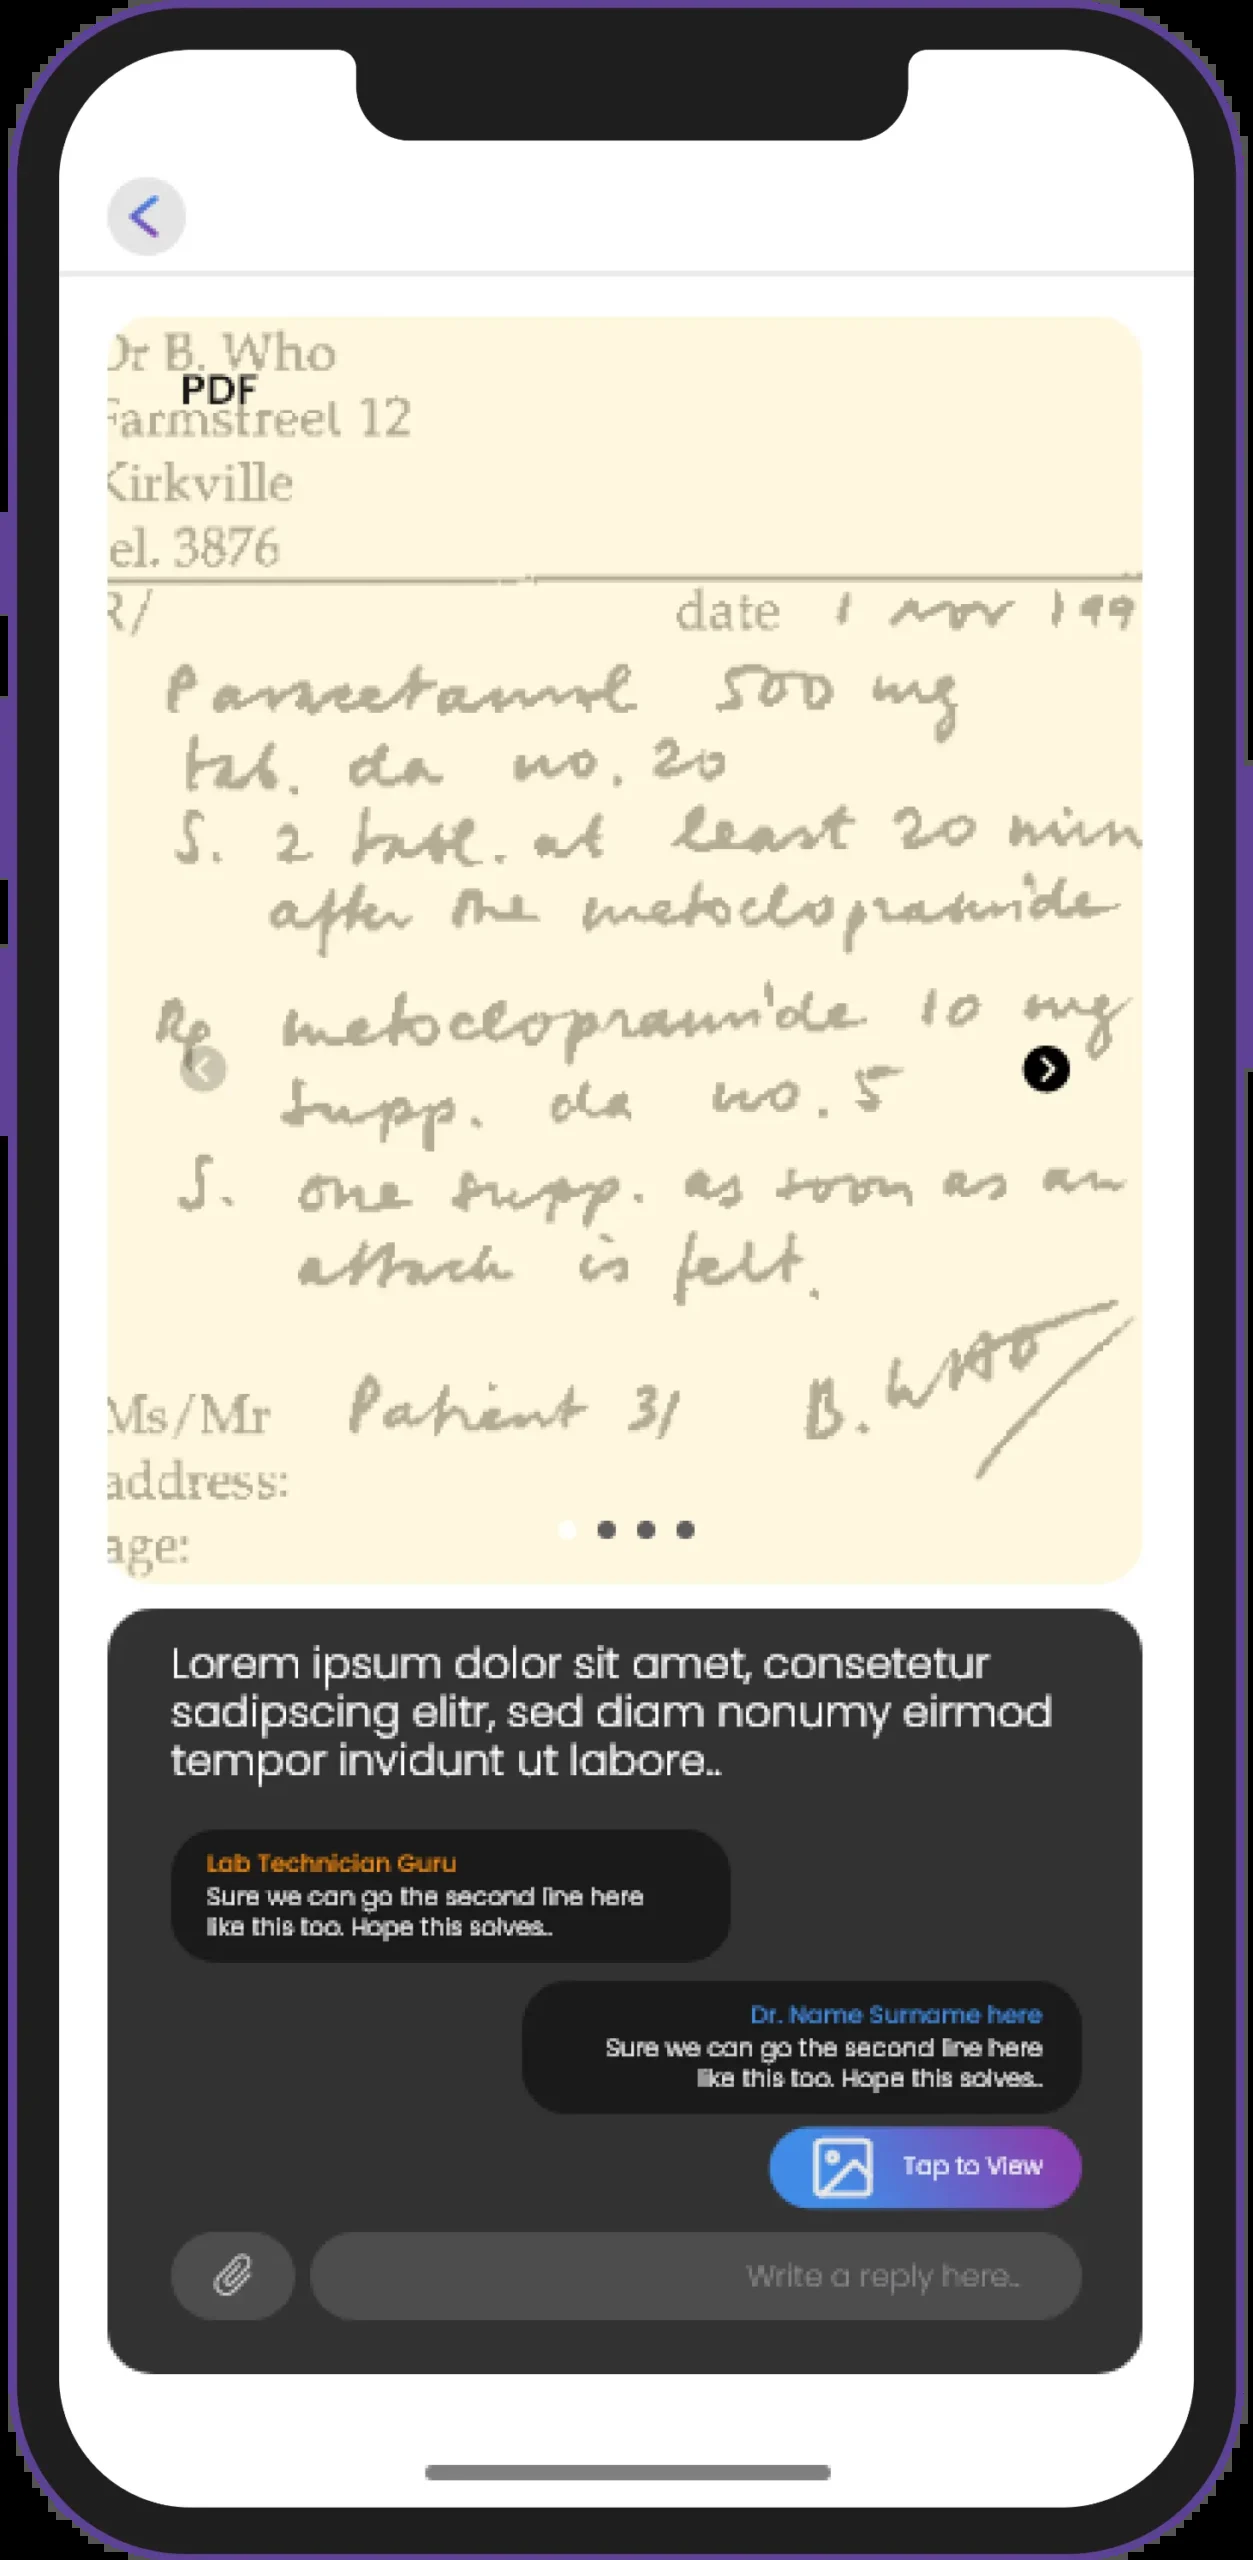 Dr B. Who
PDF
Farmstreet 12
Kirkville
el. 3876
R/
date 1 nov 199
Paracetamol 500 mg
tab. da no. 20
S. 2 tabl. at least 20 min
after the metoclopramide
Rp metoclopramide 10 mg
supp. da no. 5
S. one supp. as soon as an
attack is felt.
Ms/Mr Patient 31 B. WHO
address:
age:
Lorem ipsum dolor sit amet, consetetur
sadipscing elitr, sed diam nonumy eirmod
tempor invidunt ut labore..
Lab Technician Guru
Sure we can go the second line here
like this too. Hope this solves..
Dr. Name Surname here
Sure we can go the second line here
like this too. Hope this solves..
Tap to View
Write a reply here..